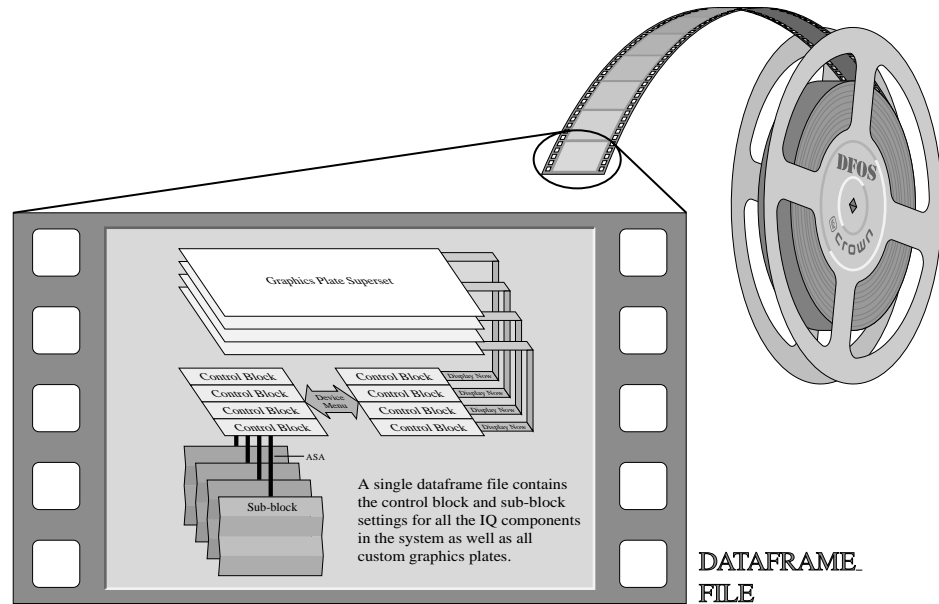 DFOS
crown
Graphics Plate Superset
Control Block
Control Block
Control Block
Control Block
Device
Menu
Control Block
Control Block
Control Block
Control Block
Display Now
Display Now
Display Now
Display Now
ASA
Sub-block
A single dataframe file contains
the control block and sub-block
settings for all the IQ components
in the system as well as all
custom graphics plates.
DATAFRAME
FILE